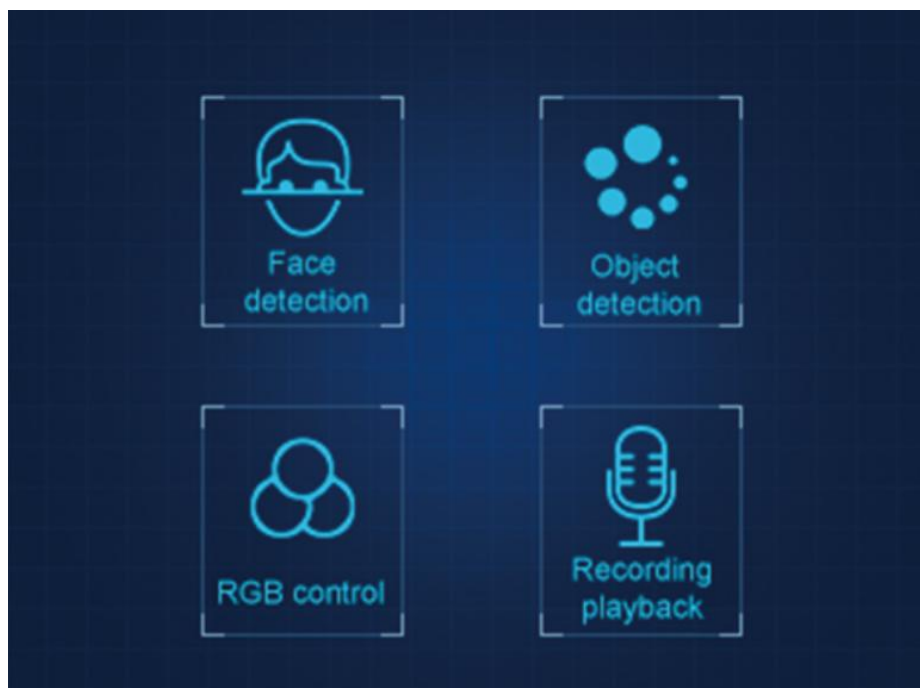 Face
detection
Object
detection
RGB control
Recording
playback